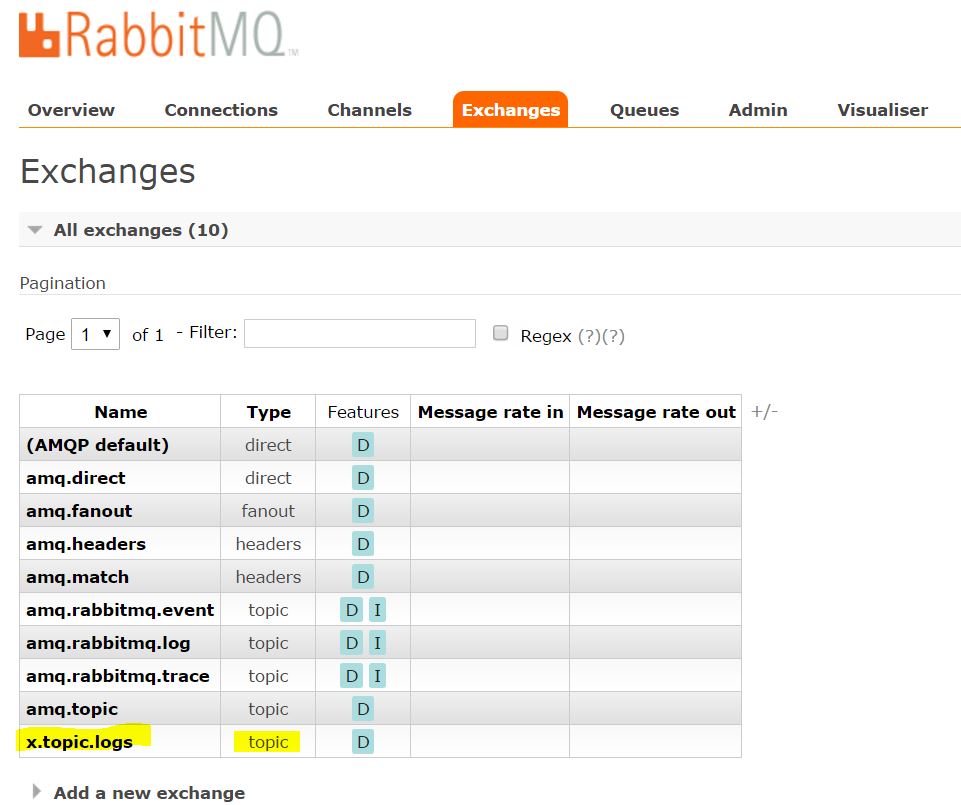 RabbitMQ™
Overview Connections Channels Exchanges Queues Admin Visualiser
Exchanges
All exchanges (10)
Pagination
Page 1 of 1 - Filter: Regex (?)(?)
Name Type Features Message rate in Message rate out +/-
(AMQP default) direct D
amq.direct direct D
amq.fanout fanout D
amq.headers headers D
amq.match headers D
amq.rabbitmq.event topic D I
amq.rabbitmq.log topic D I
amq.rabbitmq.trace topic D I
amq.topic topic D
x.topic.logs topic D
Add a new exchange